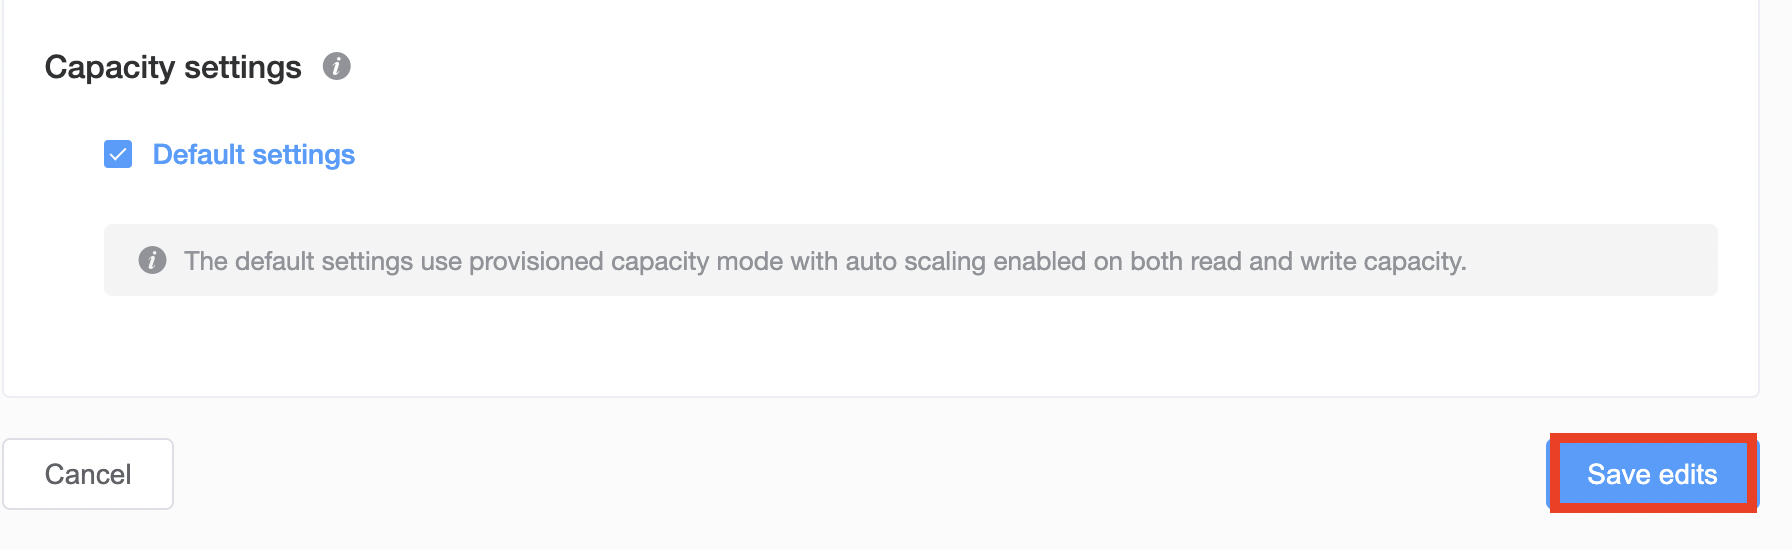 Capacity settings
Default settings
The default settings use provisioned capacity mode with auto scaling enabled on both read and write capacity.
Cancel
Save edits